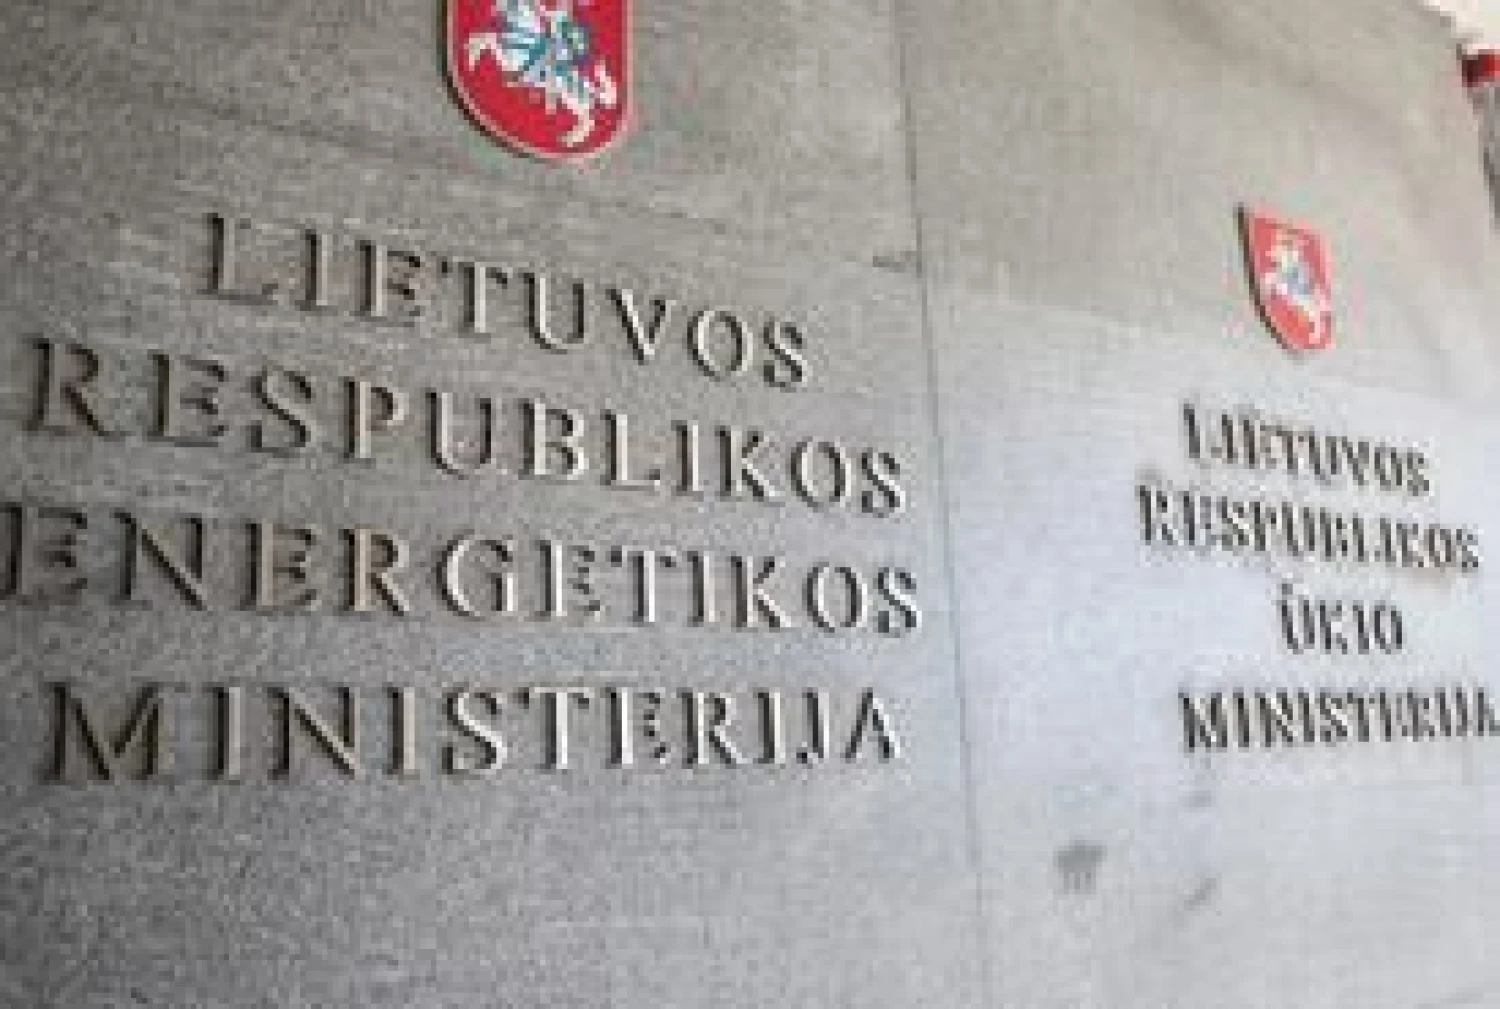 LIETUVOS
RESPUBLIKOS
ENERGETIKOS
MINISTERIJA
LIETUVOS
RESPUBLIKOS
ŪKIO
MINISTERIJA